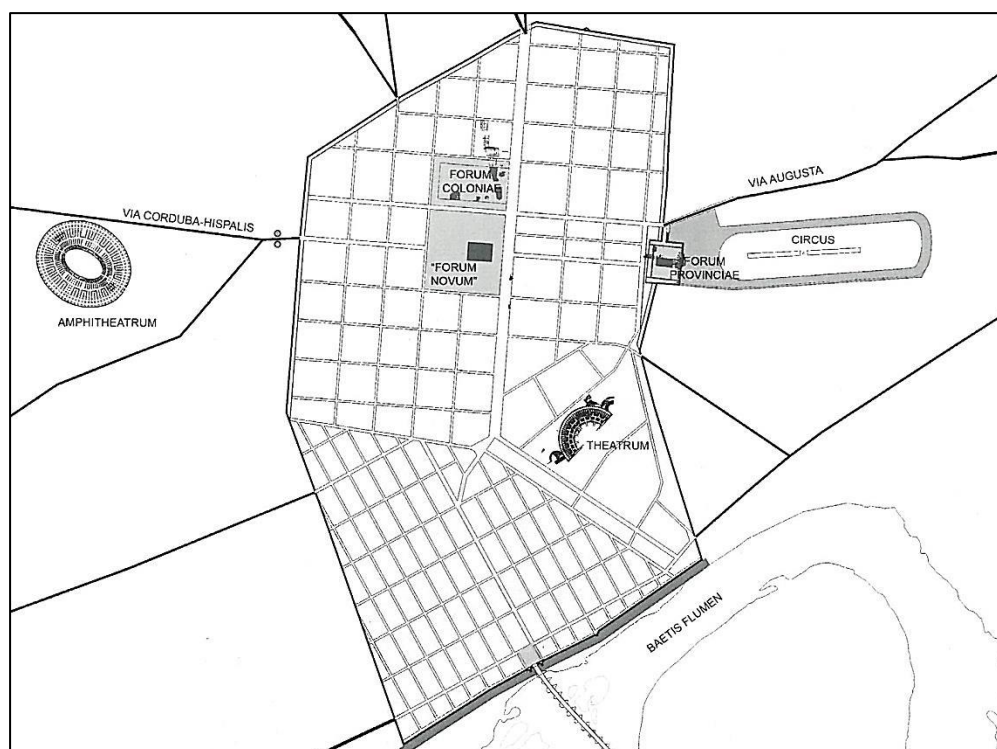 FORUM
COLONIAE
VIA AUGUSTA
VIA CORDUBA-HISPALIS
CIRCUS
"FORUM
NOVUM"
FORUM
PROVINCIAE
AMPHITHEATRUM
THEATRUM
BAETIS FLUMEN